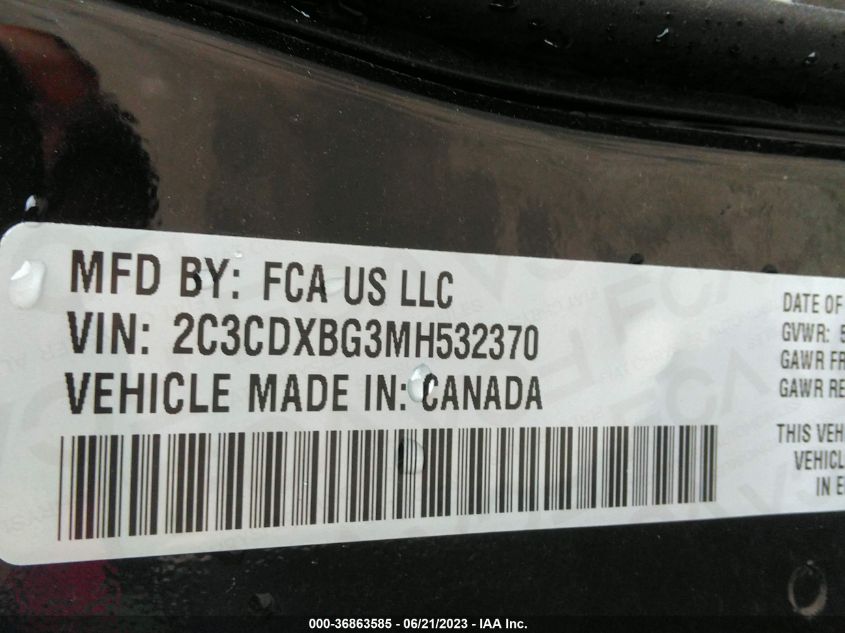 MFD BY: FCA US LLC
VIN: 2C3CDXBG3MH532370
VEHICLE MADE IN: CANADA
DATE OF
GVWR: 5
GAWR FR
GAWR RE
THIS VEH
VEHICL
IN E
000-36863585 - 06/21/2023 - IAA Inc.